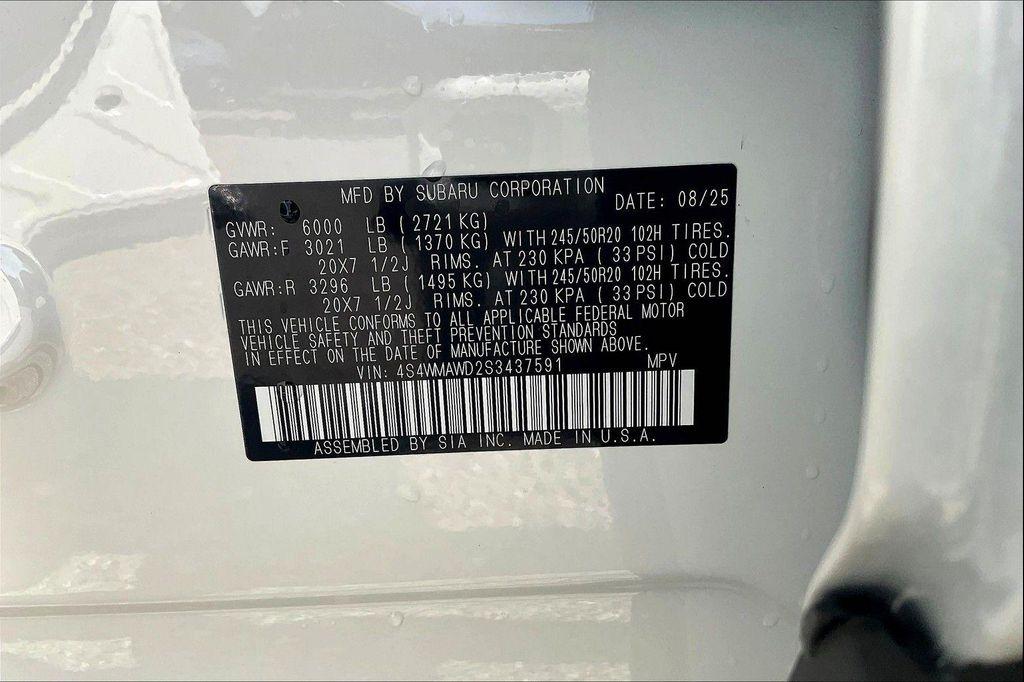 MFD BY SUBARU CORPORATION DATE: 08/25
GVWR: 6000 LB ( 2721 KG)
GAWR:F 3021 LB ( 1370 KG) WITH 245/50R20 102H TIRES.
20X7 1/2J RIMS. AT 230 KPA ( 33 PSI) COLD
GAWR:R 3296 LB ( 1495 KG) WITH 245/50R20 102H TIRES.
20X7 1/2J RIMS. AT 230 KPA ( 33 PSI) COLD
THIS VEHICLE CONFORMS TO ALL APPLICABLE FEDERAL MOTOR
VEHICLE SAFETY AND THEFT PREVENTION STANDARDS
IN EFFECT ON THE DATE OF MANUFACTURE SHOWN ABOVE.
VIN: 4S4WMAWD2S3437591 MPV
ASSEMBLED BY SIA INC. MADE IN U.S.A.